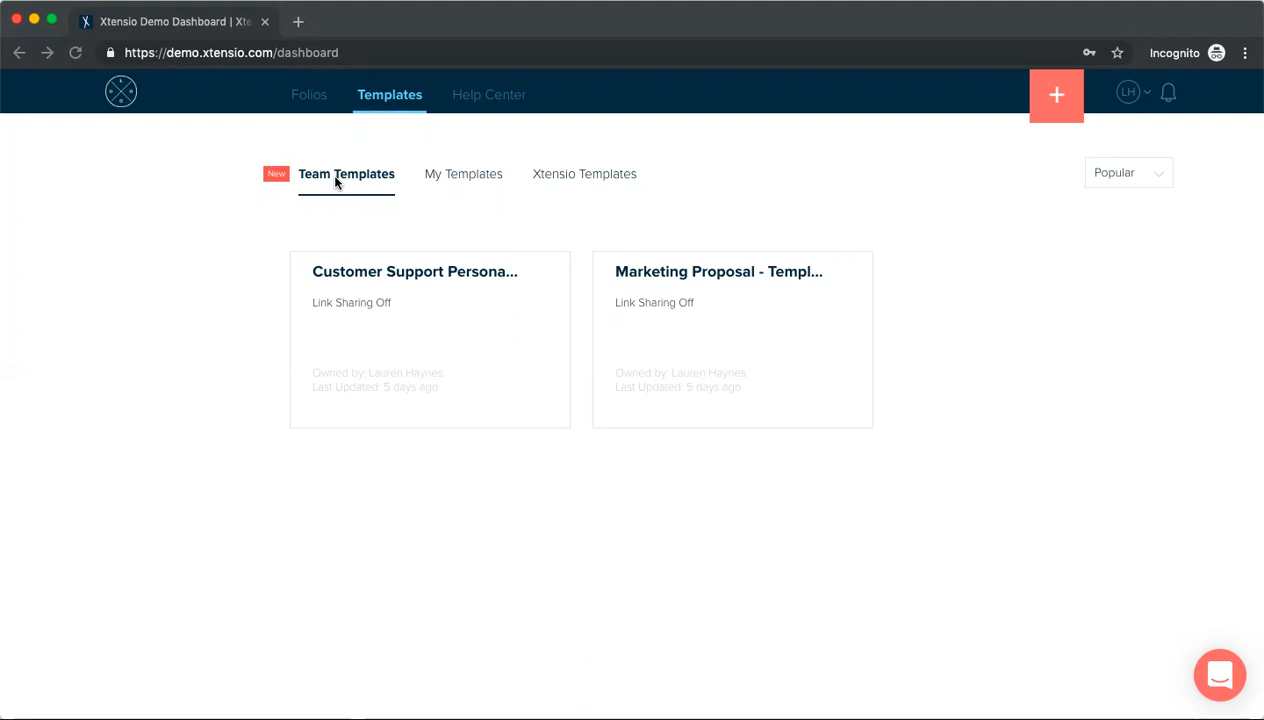 Xtensio Demo Dashboard | Xte
https://demo.xtensio.com/dashboard
Incognito
Folios
Templates
Help Center
+
LH
New
Team Templates
My Templates
Xtensio Templates
Popular
Customer Support Persona...
Link Sharing Off
Owned by: Lauren Haynes
Last Updated: 5 days ago
Marketing Proposal - Templ...
Link Sharing Off
Owned by: Lauren Haynes
Last Updated: 5 days ago